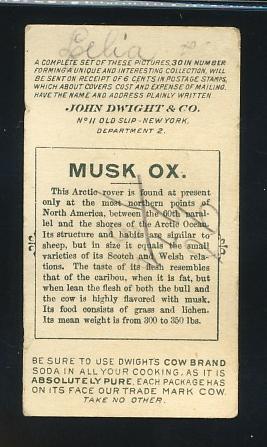 Lelia
A COMPLETE SET OF THESE PICTURES, 30 IN NUMBER
FORMING A UNIQUE AND INTERESTING COLLECTION, WILL
BE SENT ON RECEIPT OF 6 CENTS IN POSTAGE STAMPS,
WHICH ABOUT COVERS COST AND EXPENSE OF MAILING.
HAVE THE NAME AND ADDRESS PLAINLY WRITTEN
JOHN DWIGHT & CO.
Nº 11 OLD SLIP - NEW YORK,
DEPARTMENT 2.
MUSK OX.
This Arctic rover is found at present
only at the most northern points of
North America, between the 60th paral-
lel and the shores of the Arctic Ocean.
Its structure and habits are similar to
sheep, but in size it equals the small
varieties of its Scotch and Welsh rela-
tions. The taste of its flesh resembles
that of the caribou, when it is fat, but
when lean the flesh of both the bull and
the cow is highly flavored with musk.
Its food consists of grass and lichen.
Its mean weight is from 300 to 350 lbs.
BE SURE TO USE DWIGHTS COW BRAND
SODA IN ALL YOUR COOKING. AS IT IS
ABSOLUTELY PURE, EACH PACKAGE HAS
ON ITS FACE OUR TRADE MARK COW.
TAKE NO OTHER.